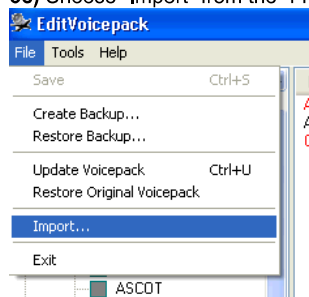 EditVoicepack
File Tools Help
Save Ctrl+S
Create Backup...
Restore Backup...
Update Voicepack Ctrl+U
Restore Original Voicepack
Import...
Exit
ASCOT